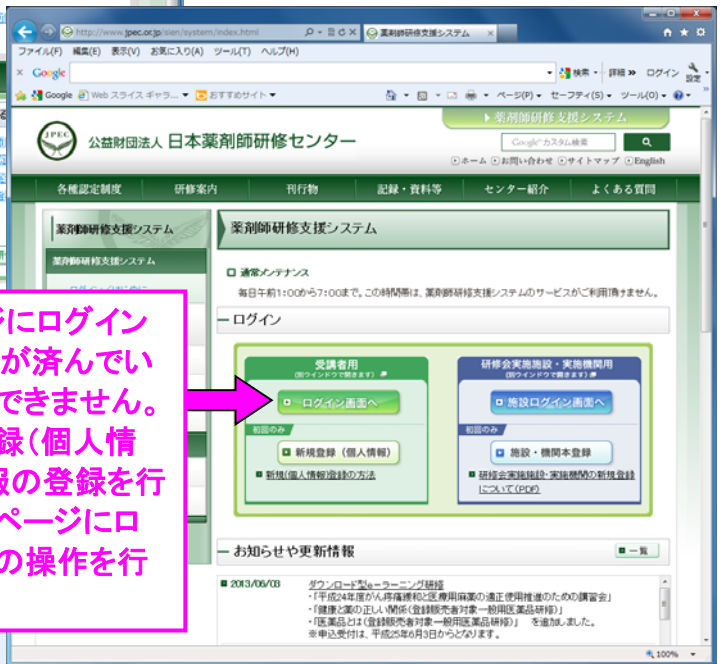 http://www.jpec.or.jp/sien/system/index.html
薬剤師研修支援システム
ファイル(F) 編集(E) 表示(V) お気に入り(A) ツール(T) ヘルプ(H)
Google
検索
詳細 »
ログイン
設定
Google
Web スライス ギャラ...
おすすめサイト
ページ(P)
セーフティ(S)
ツール(O)
JPEC
公益財団法人 日本薬剤師研修センター
薬剤師研修支援システム
Google カスタム検索
ホーム
お問い合わせ
サイトマップ
English
各種認定制度
研修案内
刊行物
記録・資料等
センター紹介
よくある質問
薬剤師研修支援システム
薬剤師研修支援システム
薬剤師研修支援システム
通常メンテナンス
毎日午前1:00から7:00まで。この時間帯は、薬剤師研修支援システムのサービスがご利用頂けません。
ログイン
受講者用
(別ウインドウで開きます)
ログイン画面へ
初回のみ
新規登録（個人情報）
新規(個人情報)登録の方法
研修会実施施設・実施機関用
(別ウインドウで開きます)
施設ログイン画面へ
初回のみ
施設・機関本登録
研修会実施施設・実施機関の新規登録
について(PDF)
ジにログイン
が済んでい
できません。
録(個人情
報の登録を行
ページにロ
の操作を行
お知らせや更新情報
一覧
2013/06/03
ダウンロード型e-ラーニング研修
・「平成24年度がん疼痛緩和と医療用麻薬の適正使用推進のための講習会」
・「健康と薬の正しい関係(登録販売者対象一般用医薬品研修)」
・「医薬品とは(登録販売者対象一般用医薬品研修)」 を追加しました。
※申込受付は、平成25年6月3日からとなります。
100%